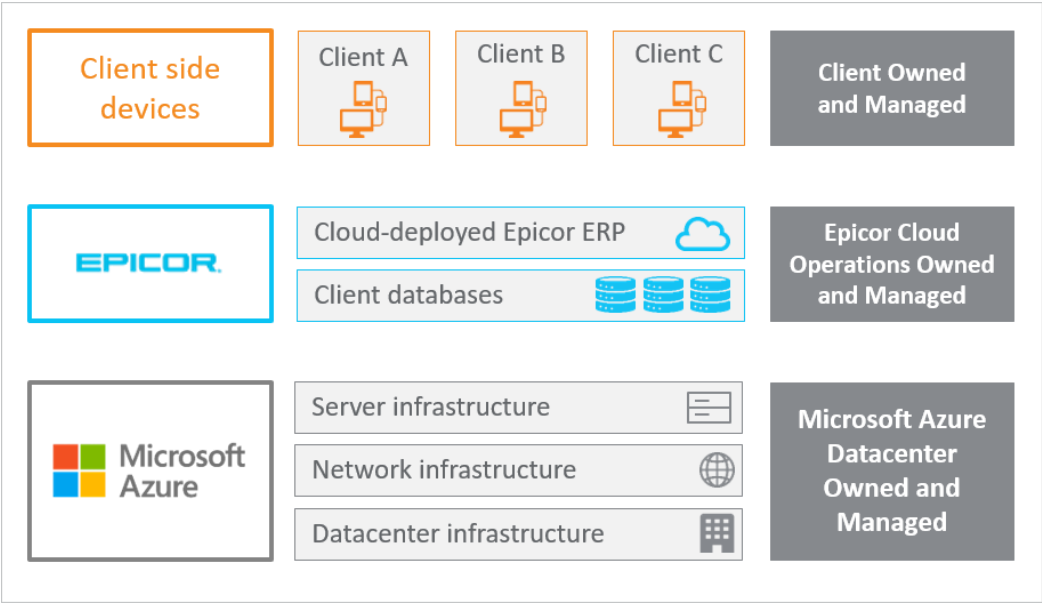 Client side
devices
Client A
Client B
Client C
Client Owned
and Managed
EPICOR.
Cloud-deployed Epicor ERP
Client databases
Epicor Cloud
Operations Owned
and Managed
Microsoft
Azure
Server infrastructure
Network infrastructure
Datacenter infrastructure
Microsoft Azure
Datacenter
Owned and
Managed